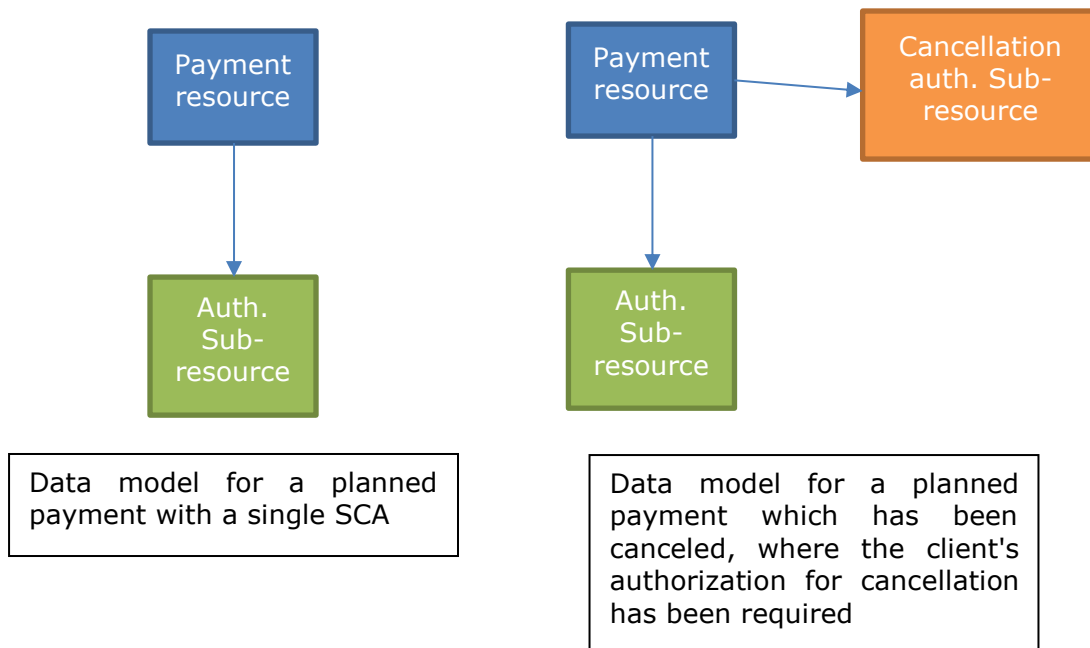 Payment
resource
Auth.
Sub-
resource
Data model for a planned
payment with a single SCA
Payment
resource
Cancellation
auth. Sub-
resource
Auth.
Sub-
resource
Data model for a planned
payment which has been
canceled, where the client's
authorization for cancellation
has been required